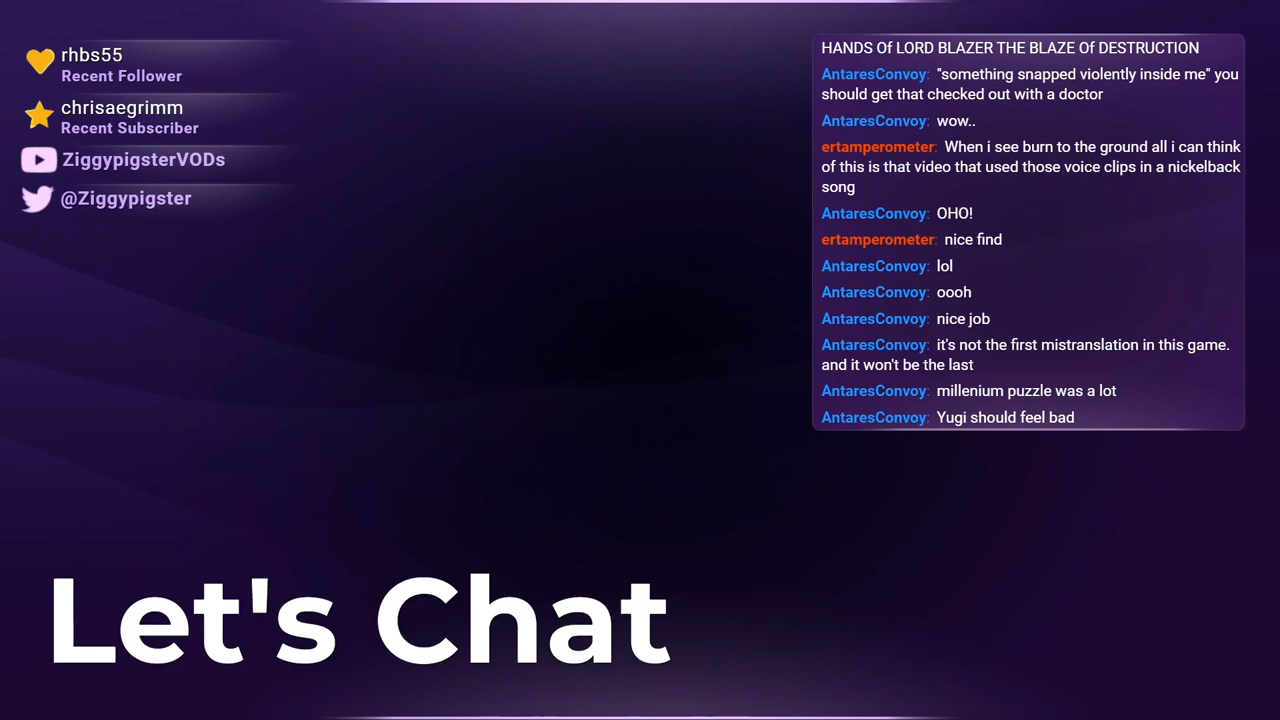 rhbs55
Recent Follower
chrisaegrimm
Recent Subscriber
ZiggypigsterVODs
@Ziggypigster
HANDS Of LORD BLAZER THE BLAZE Of DESTRUCTION
AntaresConvoy: "something snapped violently inside me" you
should get that checked out with a doctor
AntaresConvoy: wow..
ertamperometer: When i see burn to the ground all i can think
of this is that video that used those voice clips in a nickelback
song
AntaresConvoy: OHO!
ertamperometer: nice find
AntaresConvoy: lol
AntaresConvoy: oooh
AntaresConvoy: nice job
AntaresConvoy: it's not the first mistranslation in this game.
and it won't be the last
AntaresConvoy: millenium puzzle was a lot
AntaresConvoy: Yugi should feel bad
Let's Chat